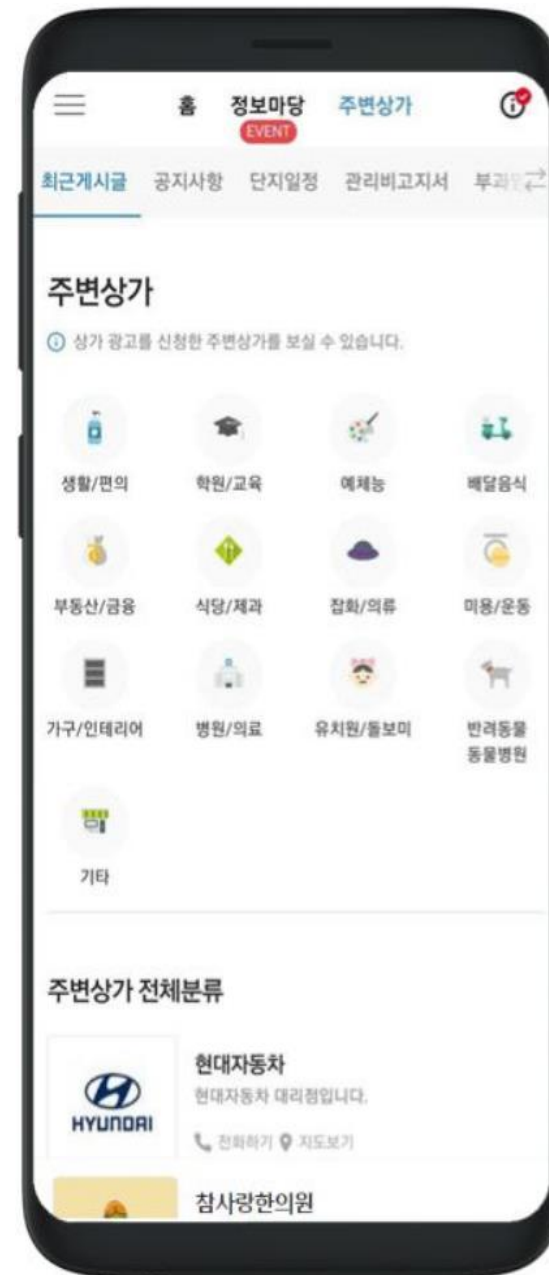 홈 정보마당 주변상가
EVENT
최근게시글 공지사항 단지일정 관리비고지서
주변상가
상가 광고를 신청한 주변상가를 보실 수 있습니다.
생활/편의 학원/교육 예체능 배달음식
부동산/금융 식당/제과 잡화/의류 미용/운동
가구/인테리어 병원/의료 유치원/돌보미 반려동물
동물병원
기타
주변상가 전체분류
현대자동차
현대자동차 대리점입니다.
HYUNDAI
전화하기 지도보기
참사랑한의원